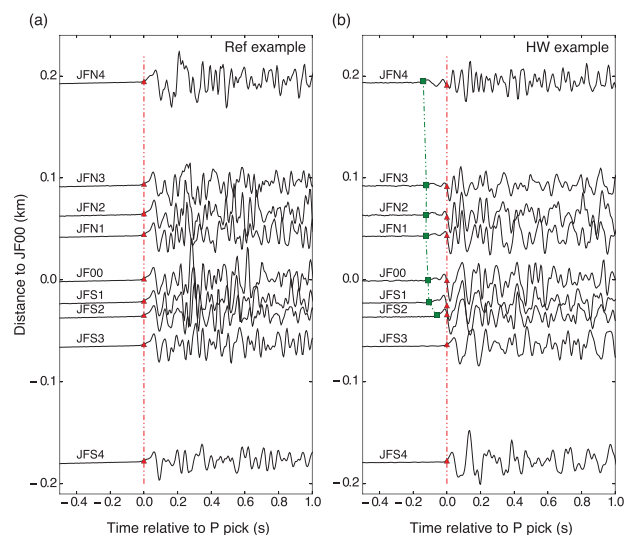 (a)
Ref example
JFN4
JFN3
JFN2
JFN1
JF00
JFS1
JFS2
JFS3
JFS4
0.2
0.1
0.0
−0.1
−0.2
Distance to JF00 (km)
−0.4 −0.2 0.0 0.2 0.4 0.6 0.8 1.0
Time relative to P pick (s)
(b)
HW example
JFN4
JFN3
JFN2
JFN1
JF00
JFS1
JFS2
JFS3
JFS4
0.2
0.1
0.0
−0.1
−0.2
−0.4 −0.2 0.0 0.2 0.4 0.6 0.8 1.0
Time relative to P pick (s)